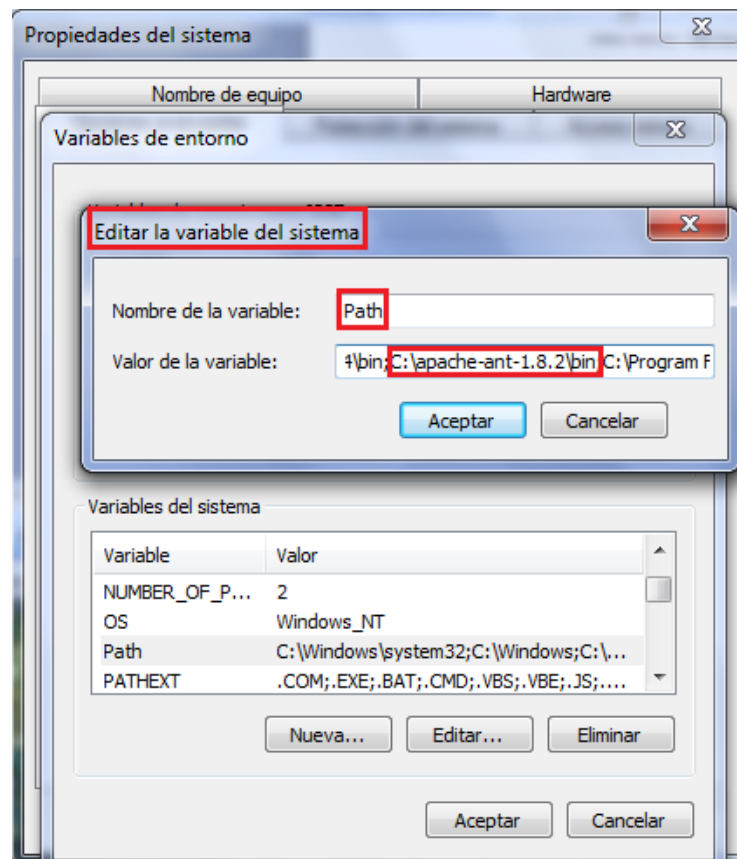 Propiedades del sistema
Nombre de equipo
Hardware
Variables de entorno
Editar la variable del sistema
Nombre de la variable:
Path
Valor de la variable:
\bin;C:\apache-ant-1.8.2\bin;C:\Program F
Aceptar
Cancelar
Variables del sistema
Variable
Valor
NUMBER_OF_P...
2
OS
Windows_NT
Path
C:\Windows\system32;C:\Windows;C:\...
PATHEXT
.COM;.EXE;.BAT;.CMD;.VBS;.VBE;.JS;....
Nueva...
Editar...
Eliminar
Aceptar
Cancelar